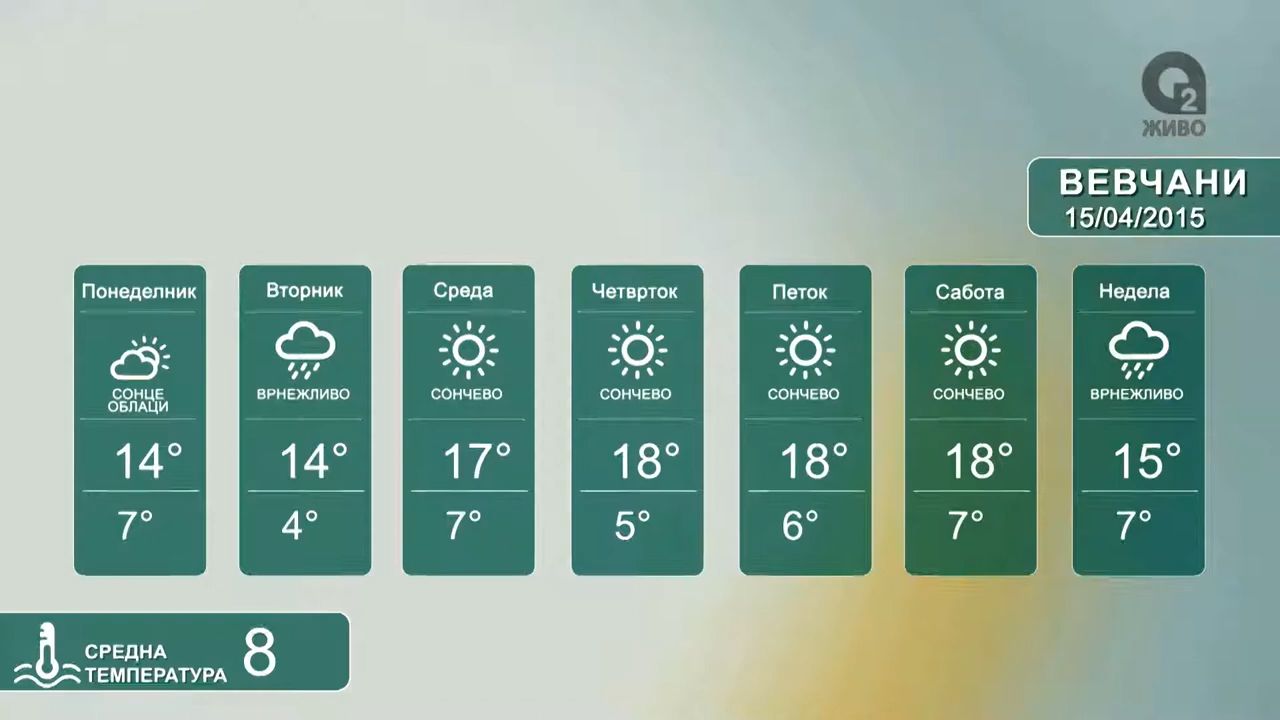 2
ЖИВО
ВЕВЧАНИ
15/04/2015
Понеделник
СОНЦЕ
ОБЛАЦИ
14°
7°
Вторник
ВРНЕЖЛИВО
14°
4°
Среда
СОНЧЕВО
17°
7°
Четврток
СОНЧЕВО
18°
5°
Петок
СОНЧЕВО
18°
6°
Сабота
СОНЧЕВО
18°
7°
Недела
ВРНЕЖЛИВО
15°
7°
СРЕДНА
ТЕМПЕРАТУРА
8